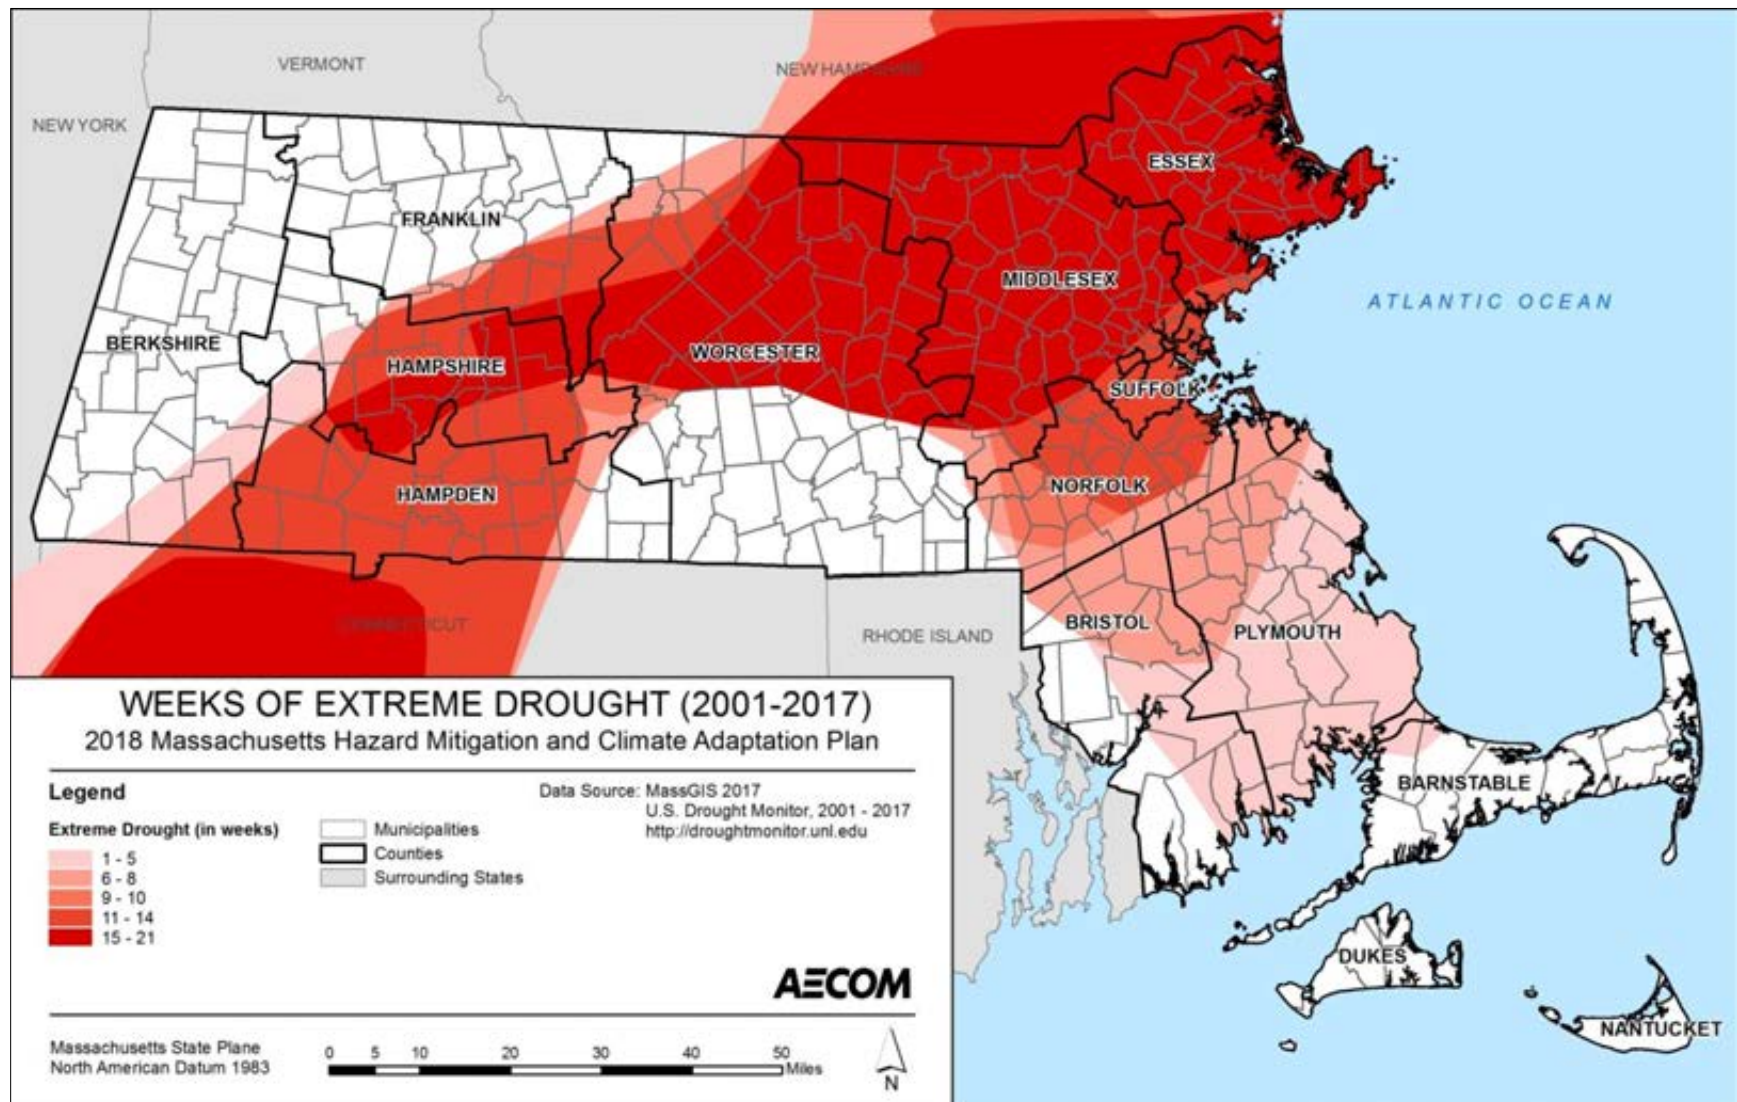 VERMONT
NEW HAMPSHIRE
NEW YORK
ESSEX
FRANKLIN
MIDDLESEX
ATLANTIC OCEAN
BERKSHIRE
HAMPSHIRE
WORCESTER
SUFFOLK
HAMPDEN
NORFOLK
CONNECTICUT
RHODE ISLAND
BRISTOL
PLYMOUTH
BARNSTABLE
DUKES
NANTUCKET
WEEKS OF EXTREME DROUGHT (2001-2017)
2018 Massachusetts Hazard Mitigation and Climate Adaptation Plan
Legend
Extreme Drought (in weeks)
1 - 5
6 - 8
9 - 10
11 - 14
15 - 21
Municipalities
Counties
Surrounding States
Data Source: MassGIS 2017
U.S. Drought Monitor, 2001 - 2017
http://droughtmonitor.unl.edu
AECOM
Massachusetts State Plane
North American Datum 1983
0 5 10 20 30 40 50
Miles
N